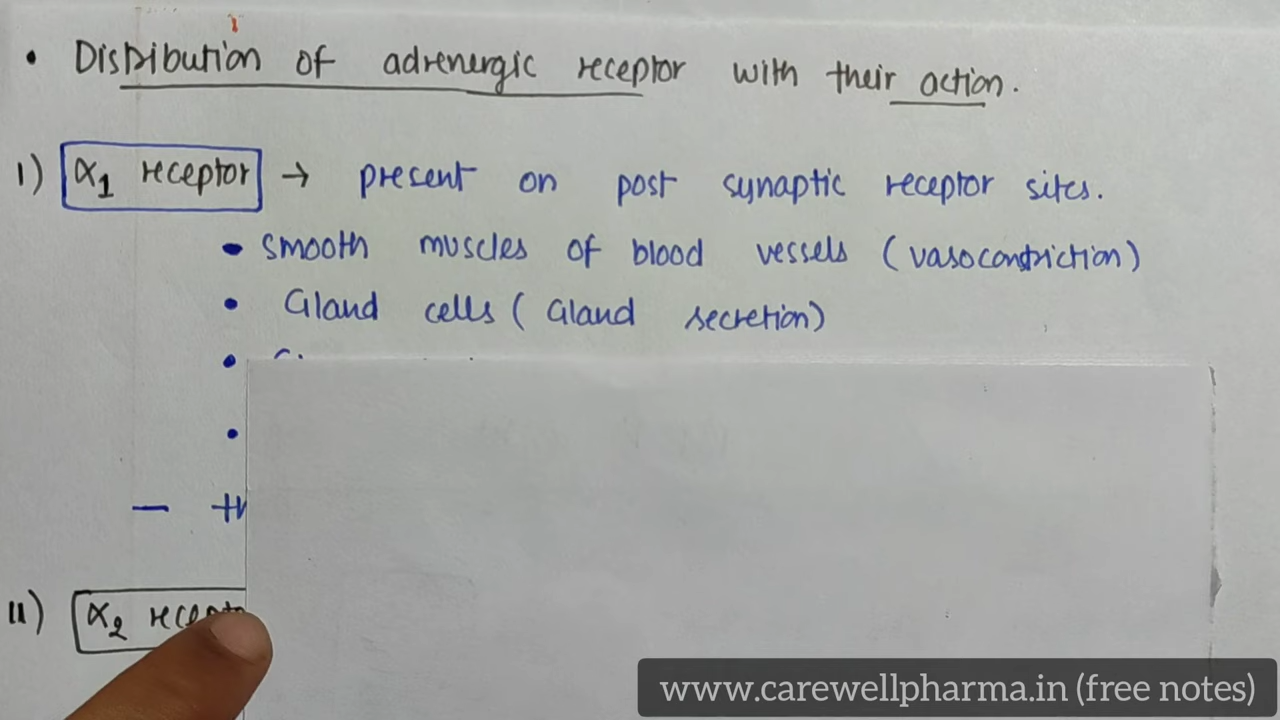 • Distribution of adrenergic receptor with their action.
I) α1 receptor → present on post synaptic receptor sites.
• smooth muscles of blood vessels (vasoconstriction)
• Gland cells (Gland secretion)
•
•
—
II) α2
www.carewellpharma.in (free notes)